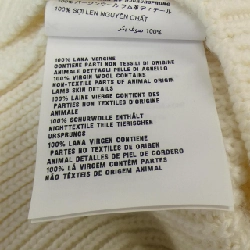 100% SỢI LEN NGUYÊN CHẤT
100%
100% LANA VERGINE
CONTIENE PARTI NON TESSILI DI ORIGINE
ANIMALE DETTAGLI PELLE DI AGNELLO
100% VIRGIN WOOL CONTAINS
NON-TEXTILE PARTS OF ANIMAL ORIGIN
LAMB SKIN DETAILS
100% LAINE VIERGE CONTIENT DES
PARTIES NON TEXTILES D'ORIGINE
ANIMALE
100% SCHURWOLLE ENTHÄLT
NICHTTEXTILE TEILE TIERISCHEN
URSPRUNGS
100% LANA VIRGEN CONTIENE
PARTES NO TEXTILES DE ORIGEN
ANIMAL DETALLES DE PIEL DE CORDERO
100% LÃ VIRGEM CONTÉM PARTES
NÃO TÊXTEIS DE ORIGEM ANIMAL